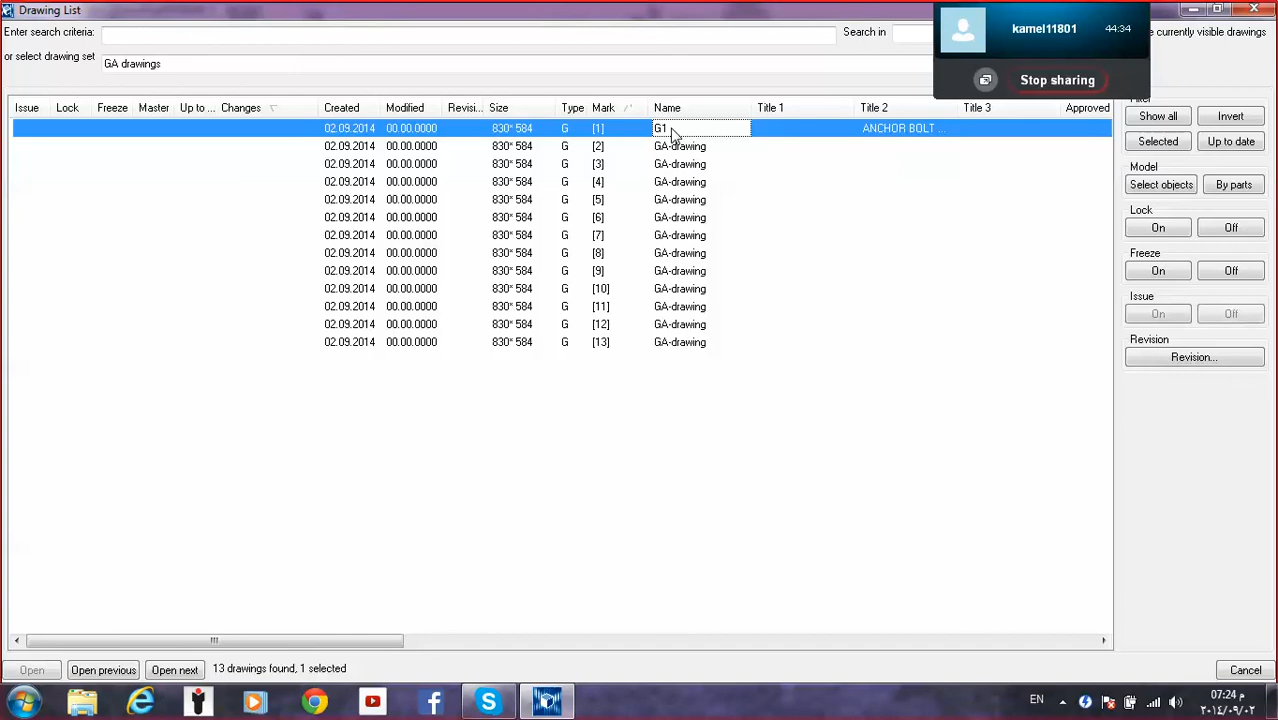 Drawing List
Enter search criteria:
Search in
e currently visible drawings
or select drawing set
GA drawings
kamel11801 44:34
Stop sharing
Issue Lock Freeze Master Up to ... Changes Created Modified Revisi... Size Type Mark Name Title 1 Title 2 Title 3 Approved
02.09.2014 00.00.0000 830* 584 G [1] G1 ANCHOR BOLT ...
02.09.2014 00.00.0000 830* 584 G [2] GA-drawing
02.09.2014 00.00.0000 830* 584 G [3] GA-drawing
02.09.2014 00.00.0000 830* 584 G [4] GA-drawing
02.09.2014 00.00.0000 830* 584 G [5] GA-drawing
02.09.2014 00.00.0000 830* 584 G [6] GA-drawing
02.09.2014 00.00.0000 830* 584 G [7] GA-drawing
02.09.2014 00.00.0000 830* 584 G [8] GA-drawing
02.09.2014 00.00.0000 830* 584 G [9] GA-drawing
02.09.2014 00.00.0000 830* 584 G [10] GA-drawing
02.09.2014 00.00.0000 830* 584 G [11] GA-drawing
02.09.2014 00.00.0000 830* 584 G [12] GA-drawing
02.09.2014 00.00.0000 830* 584 G [13] GA-drawing
Show all Invert
Selected Up to date
Model
Select objects By parts
Lock
On Off
Freeze
On Off
Issue
On Off
Revision
Revision...
Open Open previous Open next 13 drawings found, 1 selected Cancel
EN
07:24 م
٢٠١٤/٠٩/٠٢